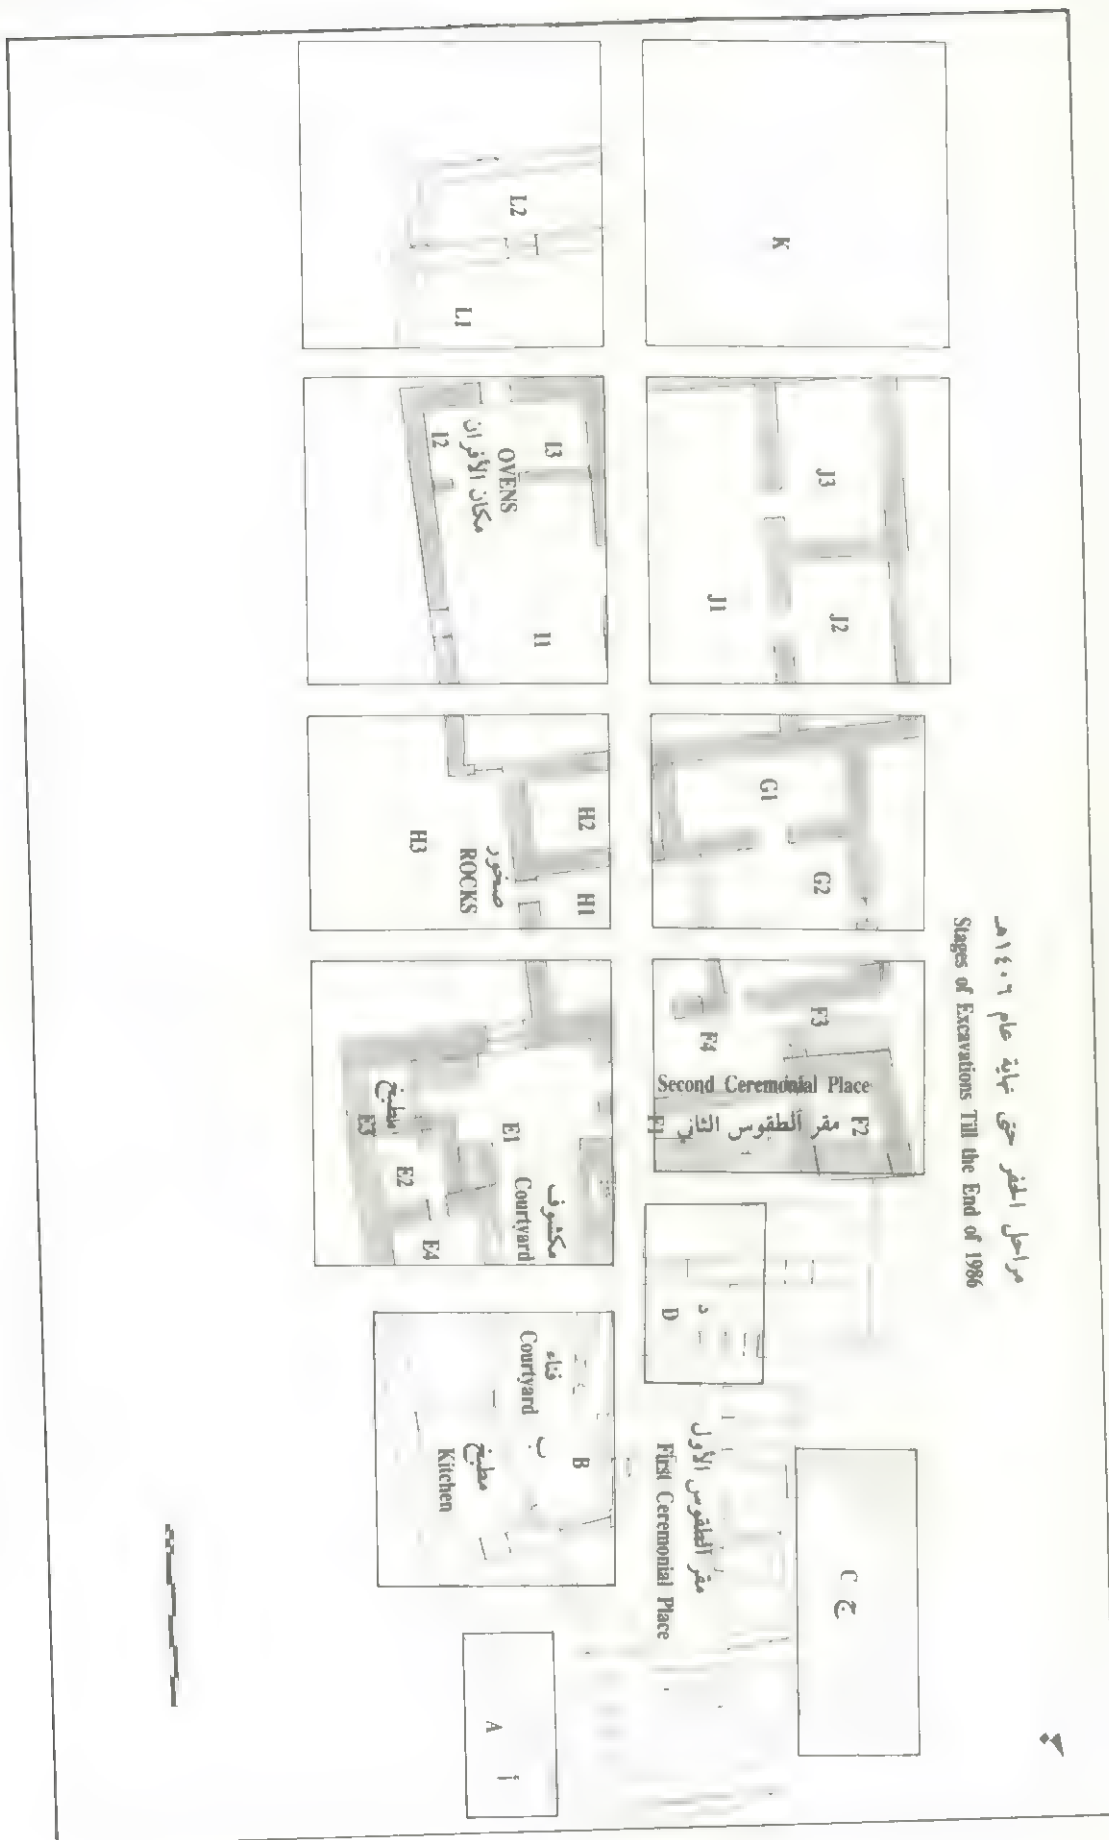 مراحل الحفر حتى نهاية عام ١٤٠٦هـ
Stages of Excavations Till the End of 1986
K
J3
J2
J1
G1
G2
F3
F4
Second Ceremonial Place
F2 مقر الطقوس الثاني F1
D
د
C ج
مقر الطقوس الأول
First Ceremonial Place
L2
L1
I3
OVENS
مكان الأفران
I2
I1
H2
H1
صخور
ROCKS
H3
E1
مكشوف
Courtyard
مطبخ
E3
E2
E4
B
ب
فناء
Courtyard
مطبخ
Kitchen
A أ